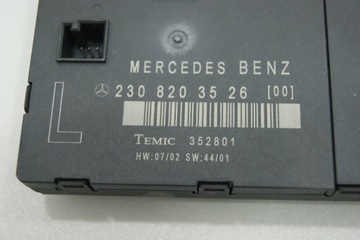 MERCEDES BENZ
230 820 35 26 [00]
L
TEMIC 352801
HW:07/02 SW:44/01